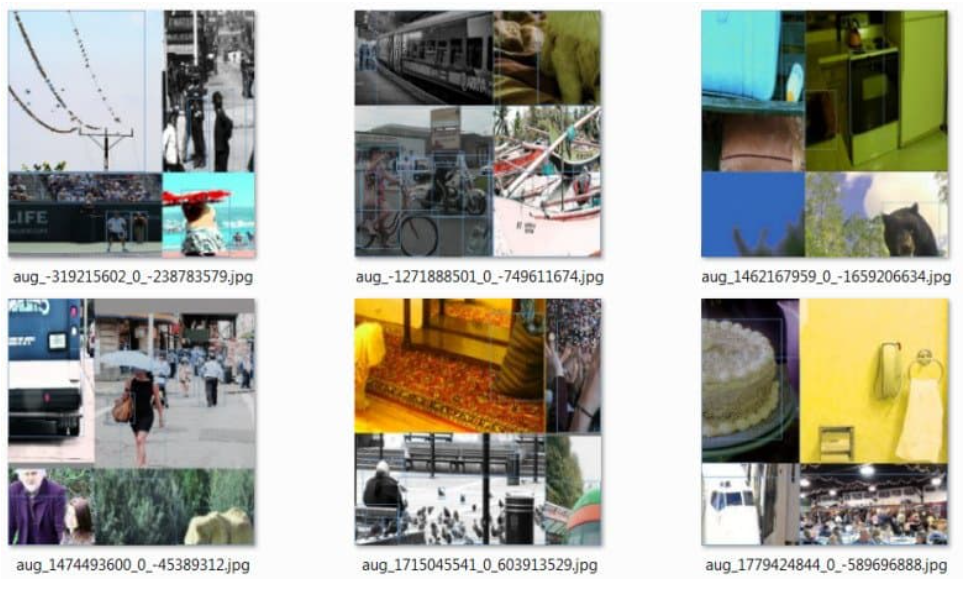 LIFE
aug_-319215602_0_-238783579.jpg
aug_-1271888501_0_-749611674.jpg
aug_1462167959_0_-1659206634.jpg
aug_1474493600_0_-45389312.jpg
aug_1715045541_0_603913529.jpg
aug_1779424844_0_-589696888.jpg